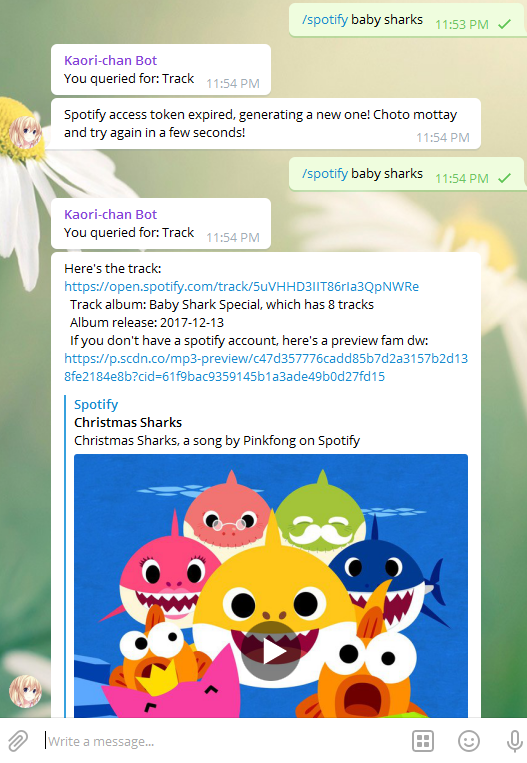 /spotify baby sharks 11:53 PM
Kaori-chan Bot
You queried for: Track 11:54 PM
Spotify access token expired, generating a new one! Choto mottay
and try again in a few seconds!
11:54 PM
/spotify baby sharks 11:54 PM
Kaori-chan Bot
You queried for: Track 11:54 PM
Here's the track:
https://open.spotify.com/track/5uVHHD3IIT86rIa3QpNWRe
Track album: Baby Shark Special, which has 8 tracks
Album release: 2017-12-13
If you don't have a spotify account, here's a preview fam dw:
https://p.scdn.co/mp3-preview/c47d357776cadd85b7d2a3157b2d13
8fe2184e8b?cid=61f9bac9359145b1a3ade49b0d27fd15
Spotify
Christmas Sharks
Christmas Sharks, a song by Pinkfong on Spotify
Write a message...